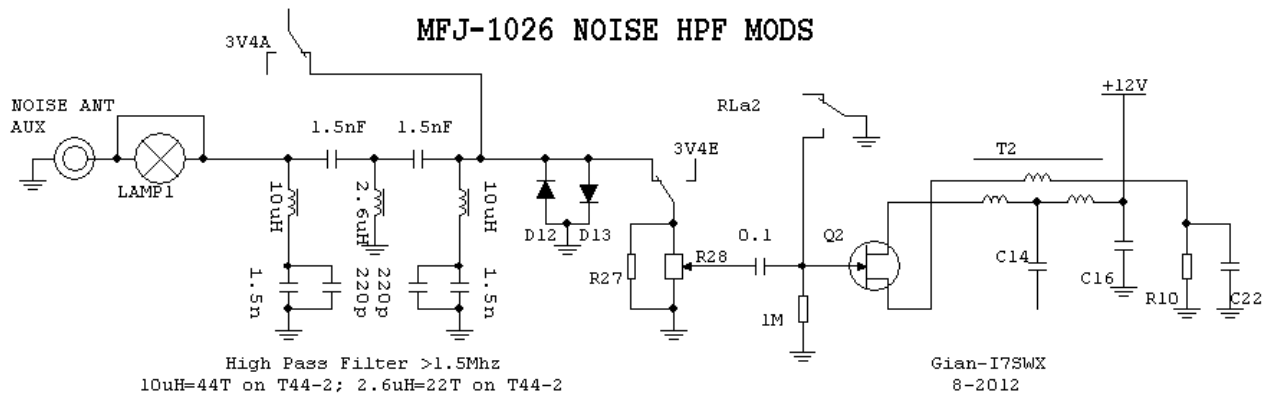 MFJ-1026 NOISE HPF MODS
3V4A
NOISE ANT
AUX
LAMP1
1.5nF
1.5nF
10uH
2.6uH
10uH
1.5n
220p
220p
1.5n
D12
D13
3V4E
R27
R28
0.1
RLa2
1M
Q2
T2
+12V
C14
C16
R10
C22
High Pass Filter >1.5Mhz
10uH=44T on T44-2; 2.6uH=22T on T44-2
Gian-I7SWX
8-2012